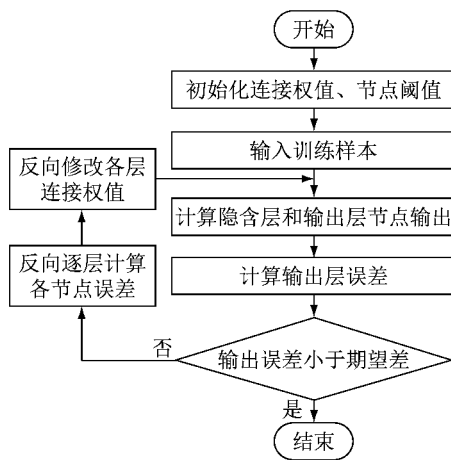 开始
初始化连接权值、节点阈值
输入训练样本
反向修改各层
连接权值
计算隐含层和输出层节点输出
反向逐层计算
各节点误差
计算输出层误差
否
输出误差小于期望差
是
结束